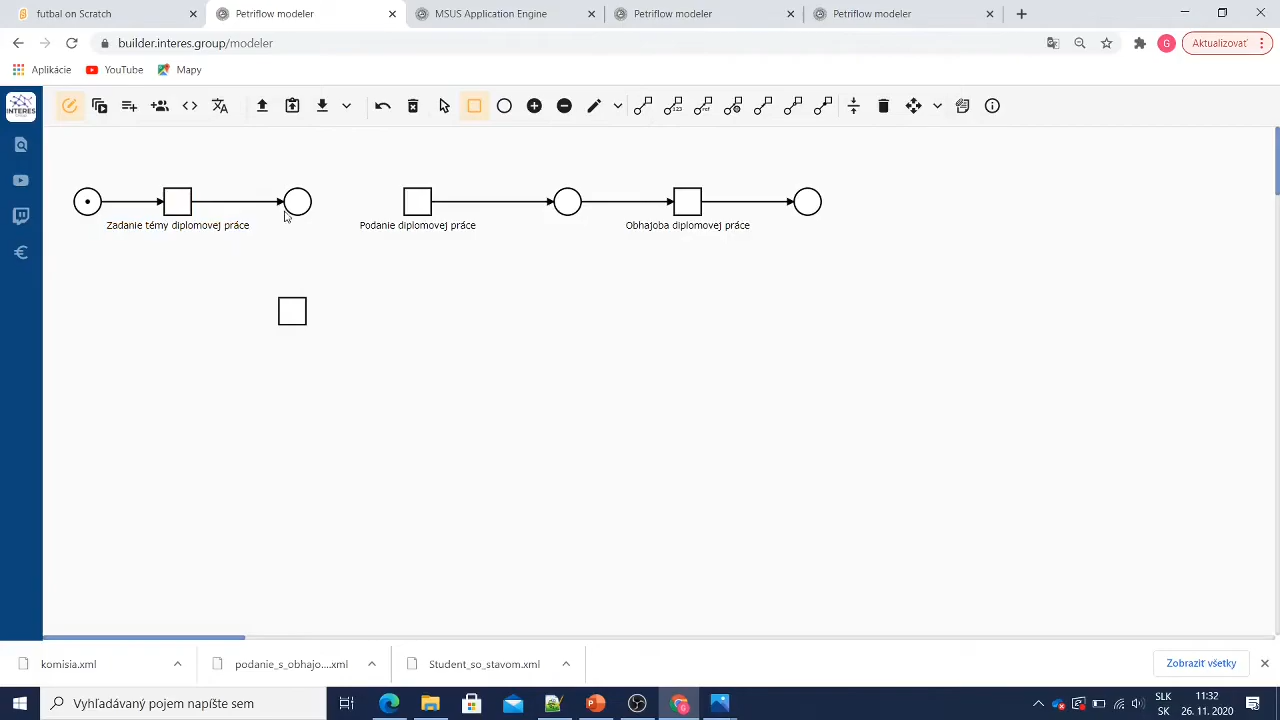 futbal on Scratch
Petriflow modeler
MSUS Application Engine
Petriflow modeler
Petriflow modeler
builder.interes.group/modeler
G
Aktualizovať
Aplikácie
YouTube
Mapy
INTERES
123
ref
Zadanie témy diplomovej práce
Podanie diplomovej práce
Obhajoba diplomovej práce
komisia.xml
podanie_s_obhajo....xml
Student_so_stavom.xml
Zobraziť všetky
Vyhľadávaný pojem napíšte sem
SLK
SK
11:32
26. 11. 2020